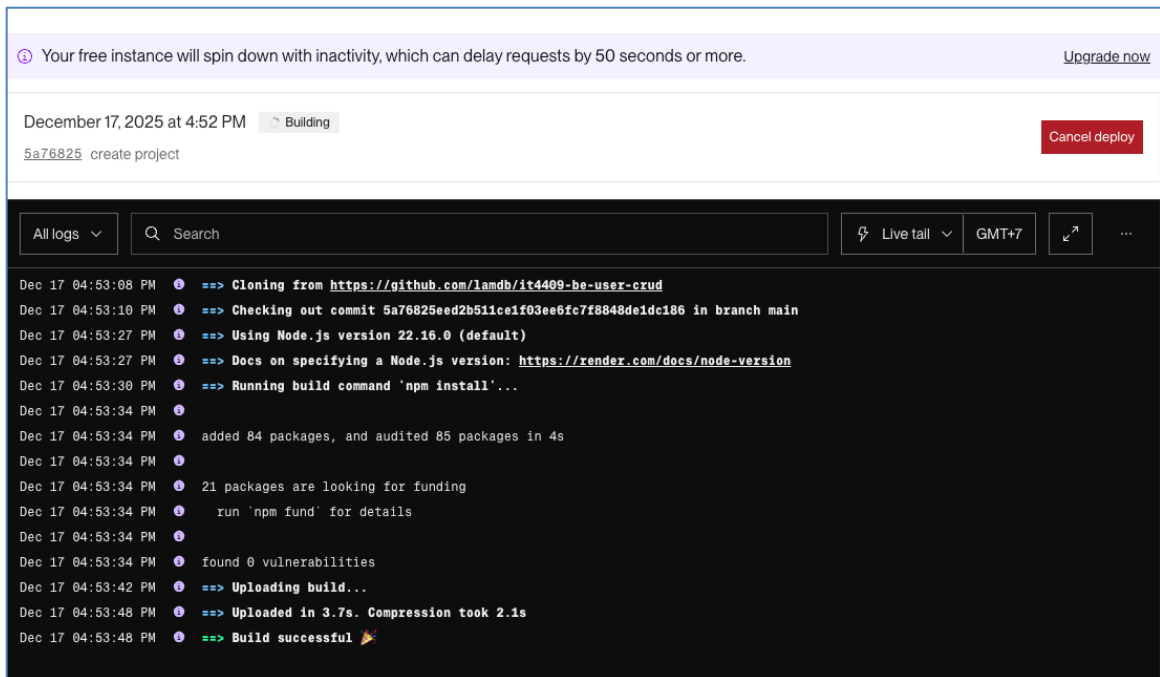 Your free instance will spin down with inactivity, which can delay requests by 50 seconds or more. Upgrade now
December 17, 2025 at 4:52 PM Building
Cancel deploy
5a76825 create project
All logs Search Live tail GMT+7 ...
Dec 17 04:53:08 PM ==> Cloning from https://github.com/lamdb/it4409-be-user-crud
Dec 17 04:53:10 PM ==> Checking out commit 5a76825eed2b511ce1f03ee6fc7f8848de1dc186 in branch main
Dec 17 04:53:27 PM ==> Using Node.js version 22.16.0 (default)
Dec 17 04:53:27 PM ==> Docs on specifying a Node.js version: https://render.com/docs/node-version
Dec 17 04:53:30 PM ==> Running build command 'npm install'...
Dec 17 04:53:34 PM
Dec 17 04:53:34 PM added 84 packages, and audited 85 packages in 4s
Dec 17 04:53:34 PM
Dec 17 04:53:34 PM 21 packages are looking for funding
Dec 17 04:53:34 PM run `npm fund` for details
Dec 17 04:53:34 PM
Dec 17 04:53:34 PM found 0 vulnerabilities
Dec 17 04:53:42 PM ==> Uploading build...
Dec 17 04:53:48 PM ==> Uploaded in 3.7s. Compression took 2.1s
Dec 17 04:53:48 PM ==> Build successful 🎉